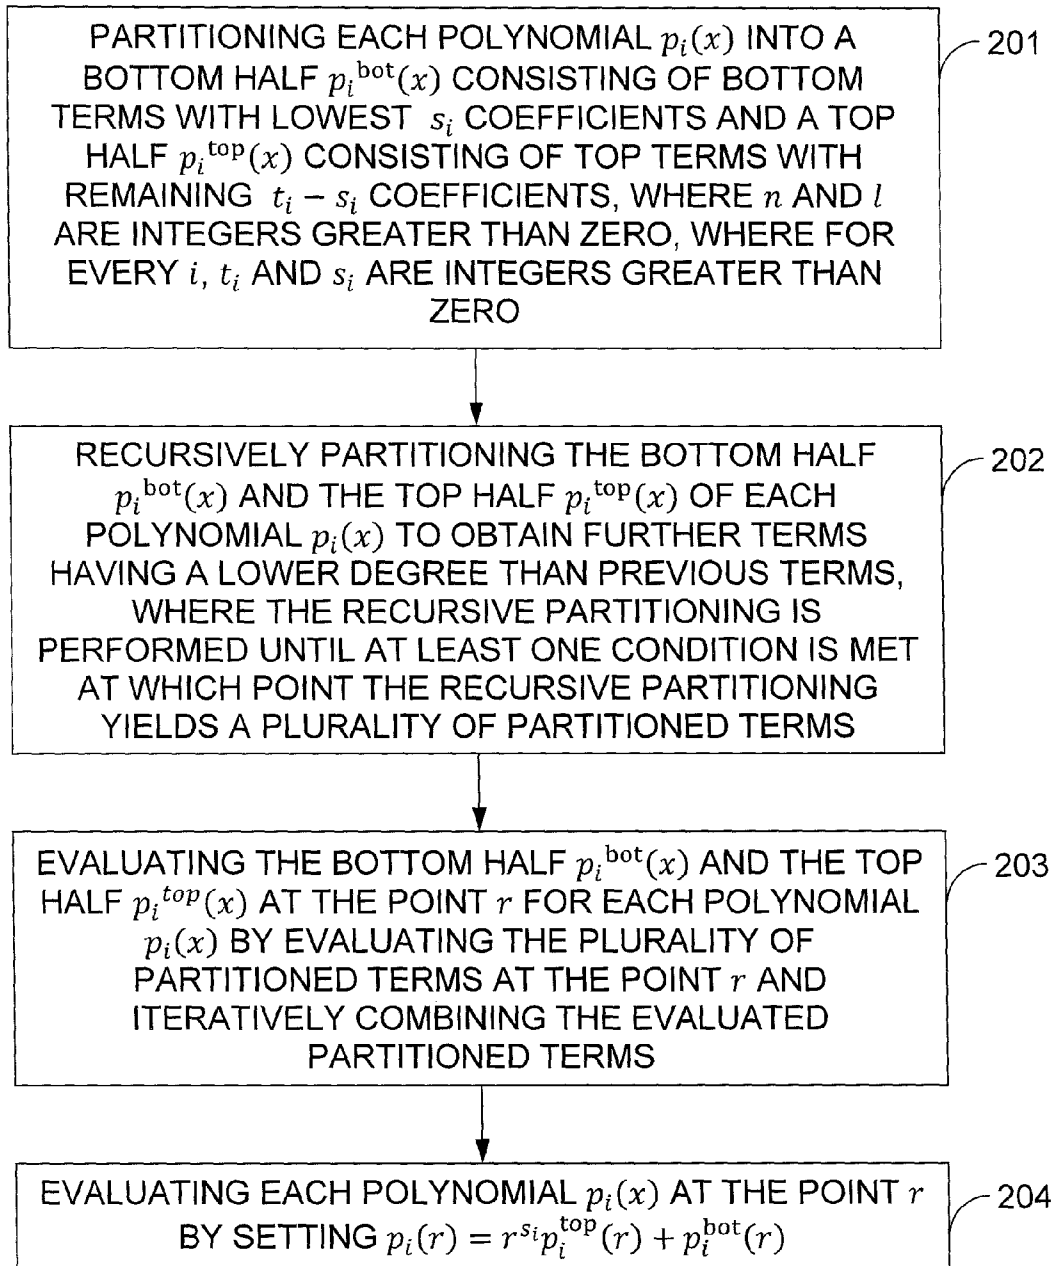 PARTITIONING EACH POLYNOMIAL pᵢ(x) INTO A
BOTTOM HALF pᵢᵇᵒᵗ(x) CONSISTING OF BOTTOM
TERMS WITH LOWEST sᵢ COEFFICIENTS AND A TOP
HALF pᵢᵗᵒᵖ(x) CONSISTING OF TOP TERMS WITH
REMAINING tᵢ − sᵢ COEFFICIENTS, WHERE n AND l
ARE INTEGERS GREATER THAN ZERO, WHERE FOR
EVERY i, tᵢ AND sᵢ ARE INTEGERS GREATER THAN
ZERO
201
RECURSIVELY PARTITIONING THE BOTTOM HALF
pᵢᵇᵒᵗ(x) AND THE TOP HALF pᵢᵗᵒᵖ(x) OF EACH
POLYNOMIAL pᵢ(x) TO OBTAIN FURTHER TERMS
HAVING A LOWER DEGREE THAN PREVIOUS TERMS,
WHERE THE RECURSIVE PARTITIONING IS
PERFORMED UNTIL AT LEAST ONE CONDITION IS MET
AT WHICH POINT THE RECURSIVE PARTITIONING
YIELDS A PLURALITY OF PARTITIONED TERMS
202
EVALUATING THE BOTTOM HALF pᵢᵇᵒᵗ(x) AND THE TOP
HALF pᵢᵗᵒᵖ(x) AT THE POINT r FOR EACH POLYNOMIAL
pᵢ(x) BY EVALUATING THE PLURALITY OF
PARTITIONED TERMS AT THE POINT r AND
ITERATIVELY COMBINING THE EVALUATED
PARTITIONED TERMS
203
EVALUATING EACH POLYNOMIAL pᵢ(x) AT THE POINT r
BY SETTING pᵢ(r) = rˢⁱpᵢᵗᵒᵖ(r) + pᵢᵇᵒᵗ(r)
204